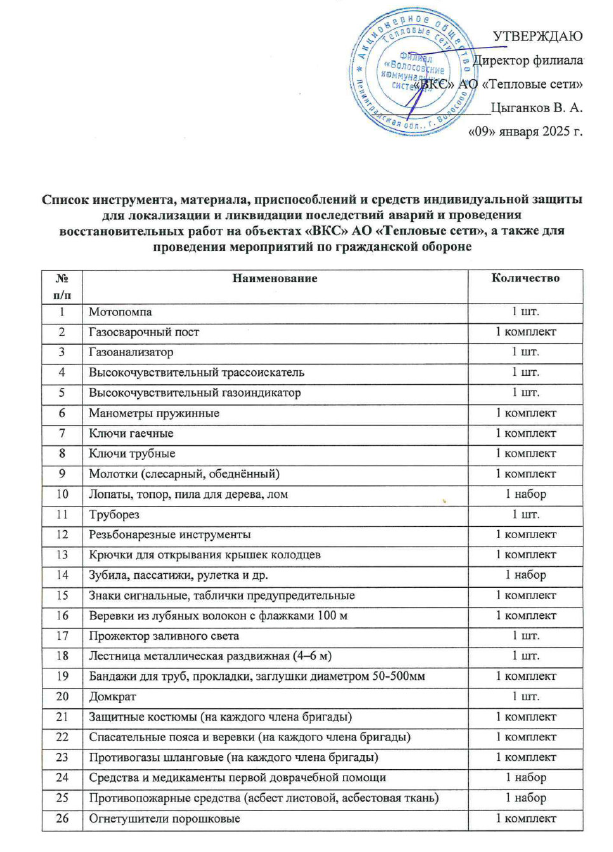 УТВЕРЖДАЮ
Директор филиала
«ВКС» АО «Тепловые сети»
Цыганков В. А.
«09» января 2025 г.
* Акционерное общество *
Тепловые сети
Ленинградская обл., г. Волосово
Филиал
«Волосовские
коммунальные
системы»
Список инструмента, материала, приспособлений и средств индивидуальной защиты
для локализации и ликвидации последствий аварий и проведения
восстановительных работ на объектах «ВКС» АО «Тепловые сети», а также для
проведения мероприятий по гражданской обороне
№ п/п Наименование Количество
1 Мотопомпа 1 шт.
2 Газосварочный пост 1 комплект
3 Газоанализатор 1 шт.
4 Высокочувствительный трассоискатель 1 шт.
5 Высокочувствительный газоиндикатор 1 шт.
6 Манометры пружинные 1 комплект
7 Ключи гаечные 1 комплект
8 Ключи трубные 1 комплект
9 Молотки (слесарный, обеднённый) 1 комплект
10 Лопаты, топор, пила для дерева, лом 1 набор
11 Труборез 1 шт.
12 Резьбонарезные инструменты 1 комплект
13 Крючки для открывания крышек колодцев 1 комплект
14 Зубила, пассатижи, рулетка и др. 1 набор
15 Знаки сигнальные, таблички предупредительные 1 комплект
16 Веревки из лубяных волокон с флажками 100 м 1 комплект
17 Прожектор заливного света 1 шт.
18 Лестница металлическая раздвижная (4–6 м) 1 шт.
19 Бандажи для труб, прокладки, заглушки диаметром 50-500мм 1 комплект
20 Домкрат 1 шт.
21 Защитные костюмы (на каждого члена бригады) 1 комплект
22 Спасательные пояса и веревки (на каждого члена бригады) 1 комплект
23 Противогазы шланговые (на каждого члена бригады) 1 комплект
24 Средства и медикаменты первой доврачебной помощи 1 набор
25 Противопожарные средства (асбест листовой, асбестовая ткань) 1 набор
26 Огнетушители порошковые 1 комплект